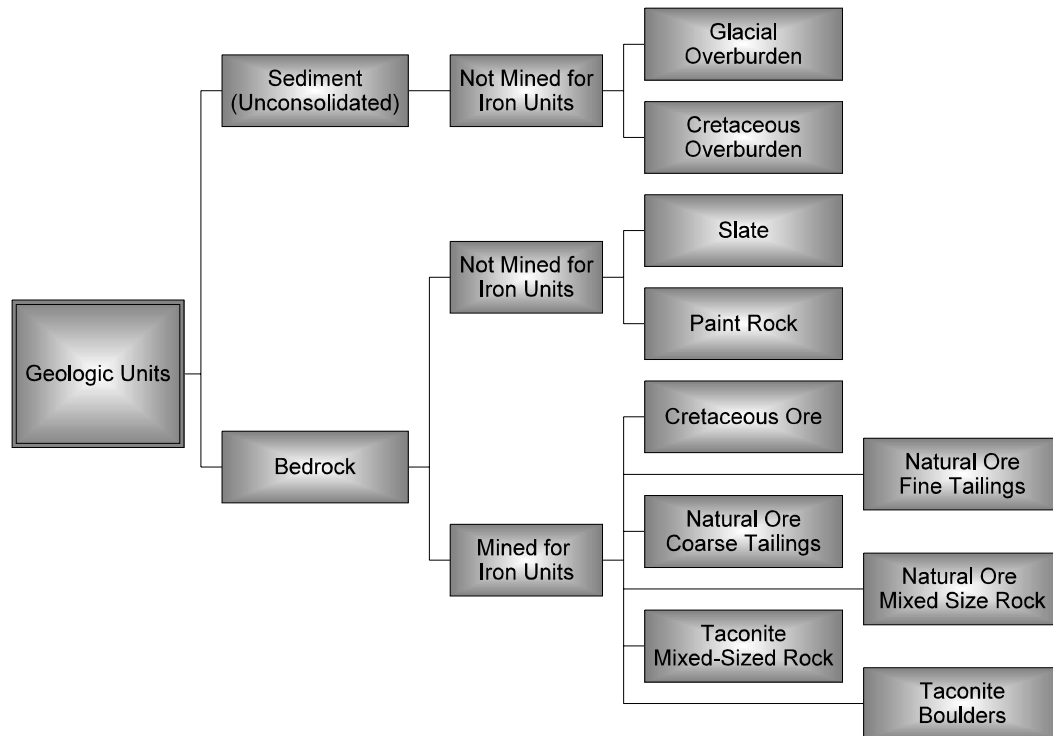 Geologic Units
Sediment
(Unconsolidated)
Not Mined for
Iron Units
Glacial
Overburden
Cretaceous
Overburden
Bedrock
Not Mined for
Iron Units
Slate
Paint Rock
Mined for
Iron Units
Cretaceous Ore
Natural Ore
Fine Tailings
Natural Ore
Coarse Tailings
Natural Ore
Mixed Size Rock
Taconite
Mixed-Sized Rock
Taconite
Boulders